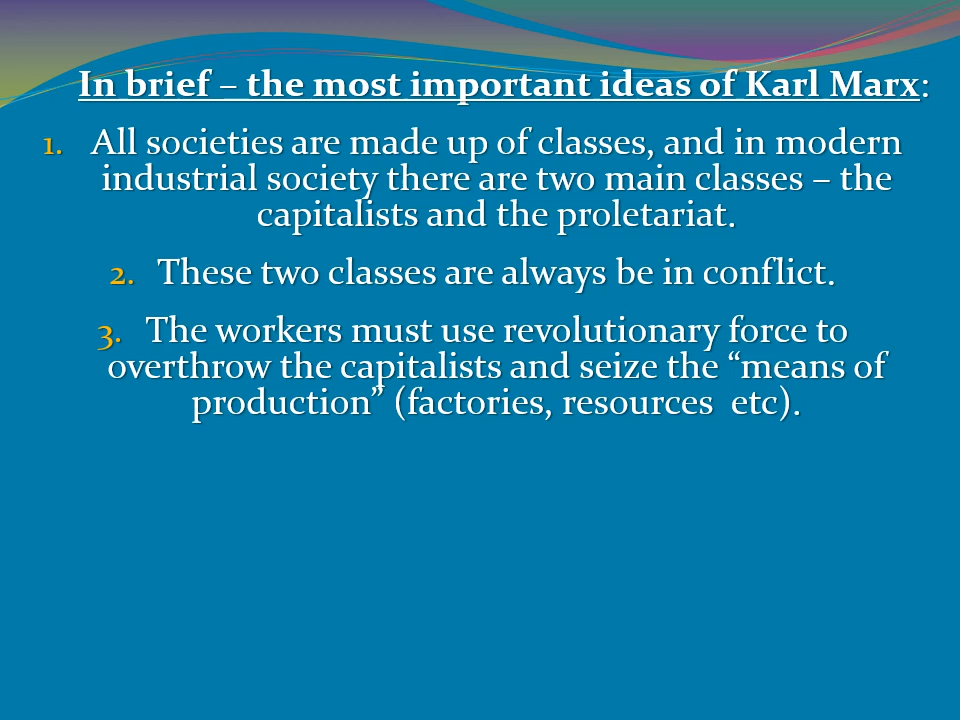 In brief – the most important ideas of Karl Marx:
1. All societies are made up of classes, and in modern
industrial society there are two main classes – the
capitalists and the proletariat.
2. These two classes are always be in conflict.
3. The workers must use revolutionary force to
overthrow the capitalists and seize the “means of
production” (factories, resources  etc).